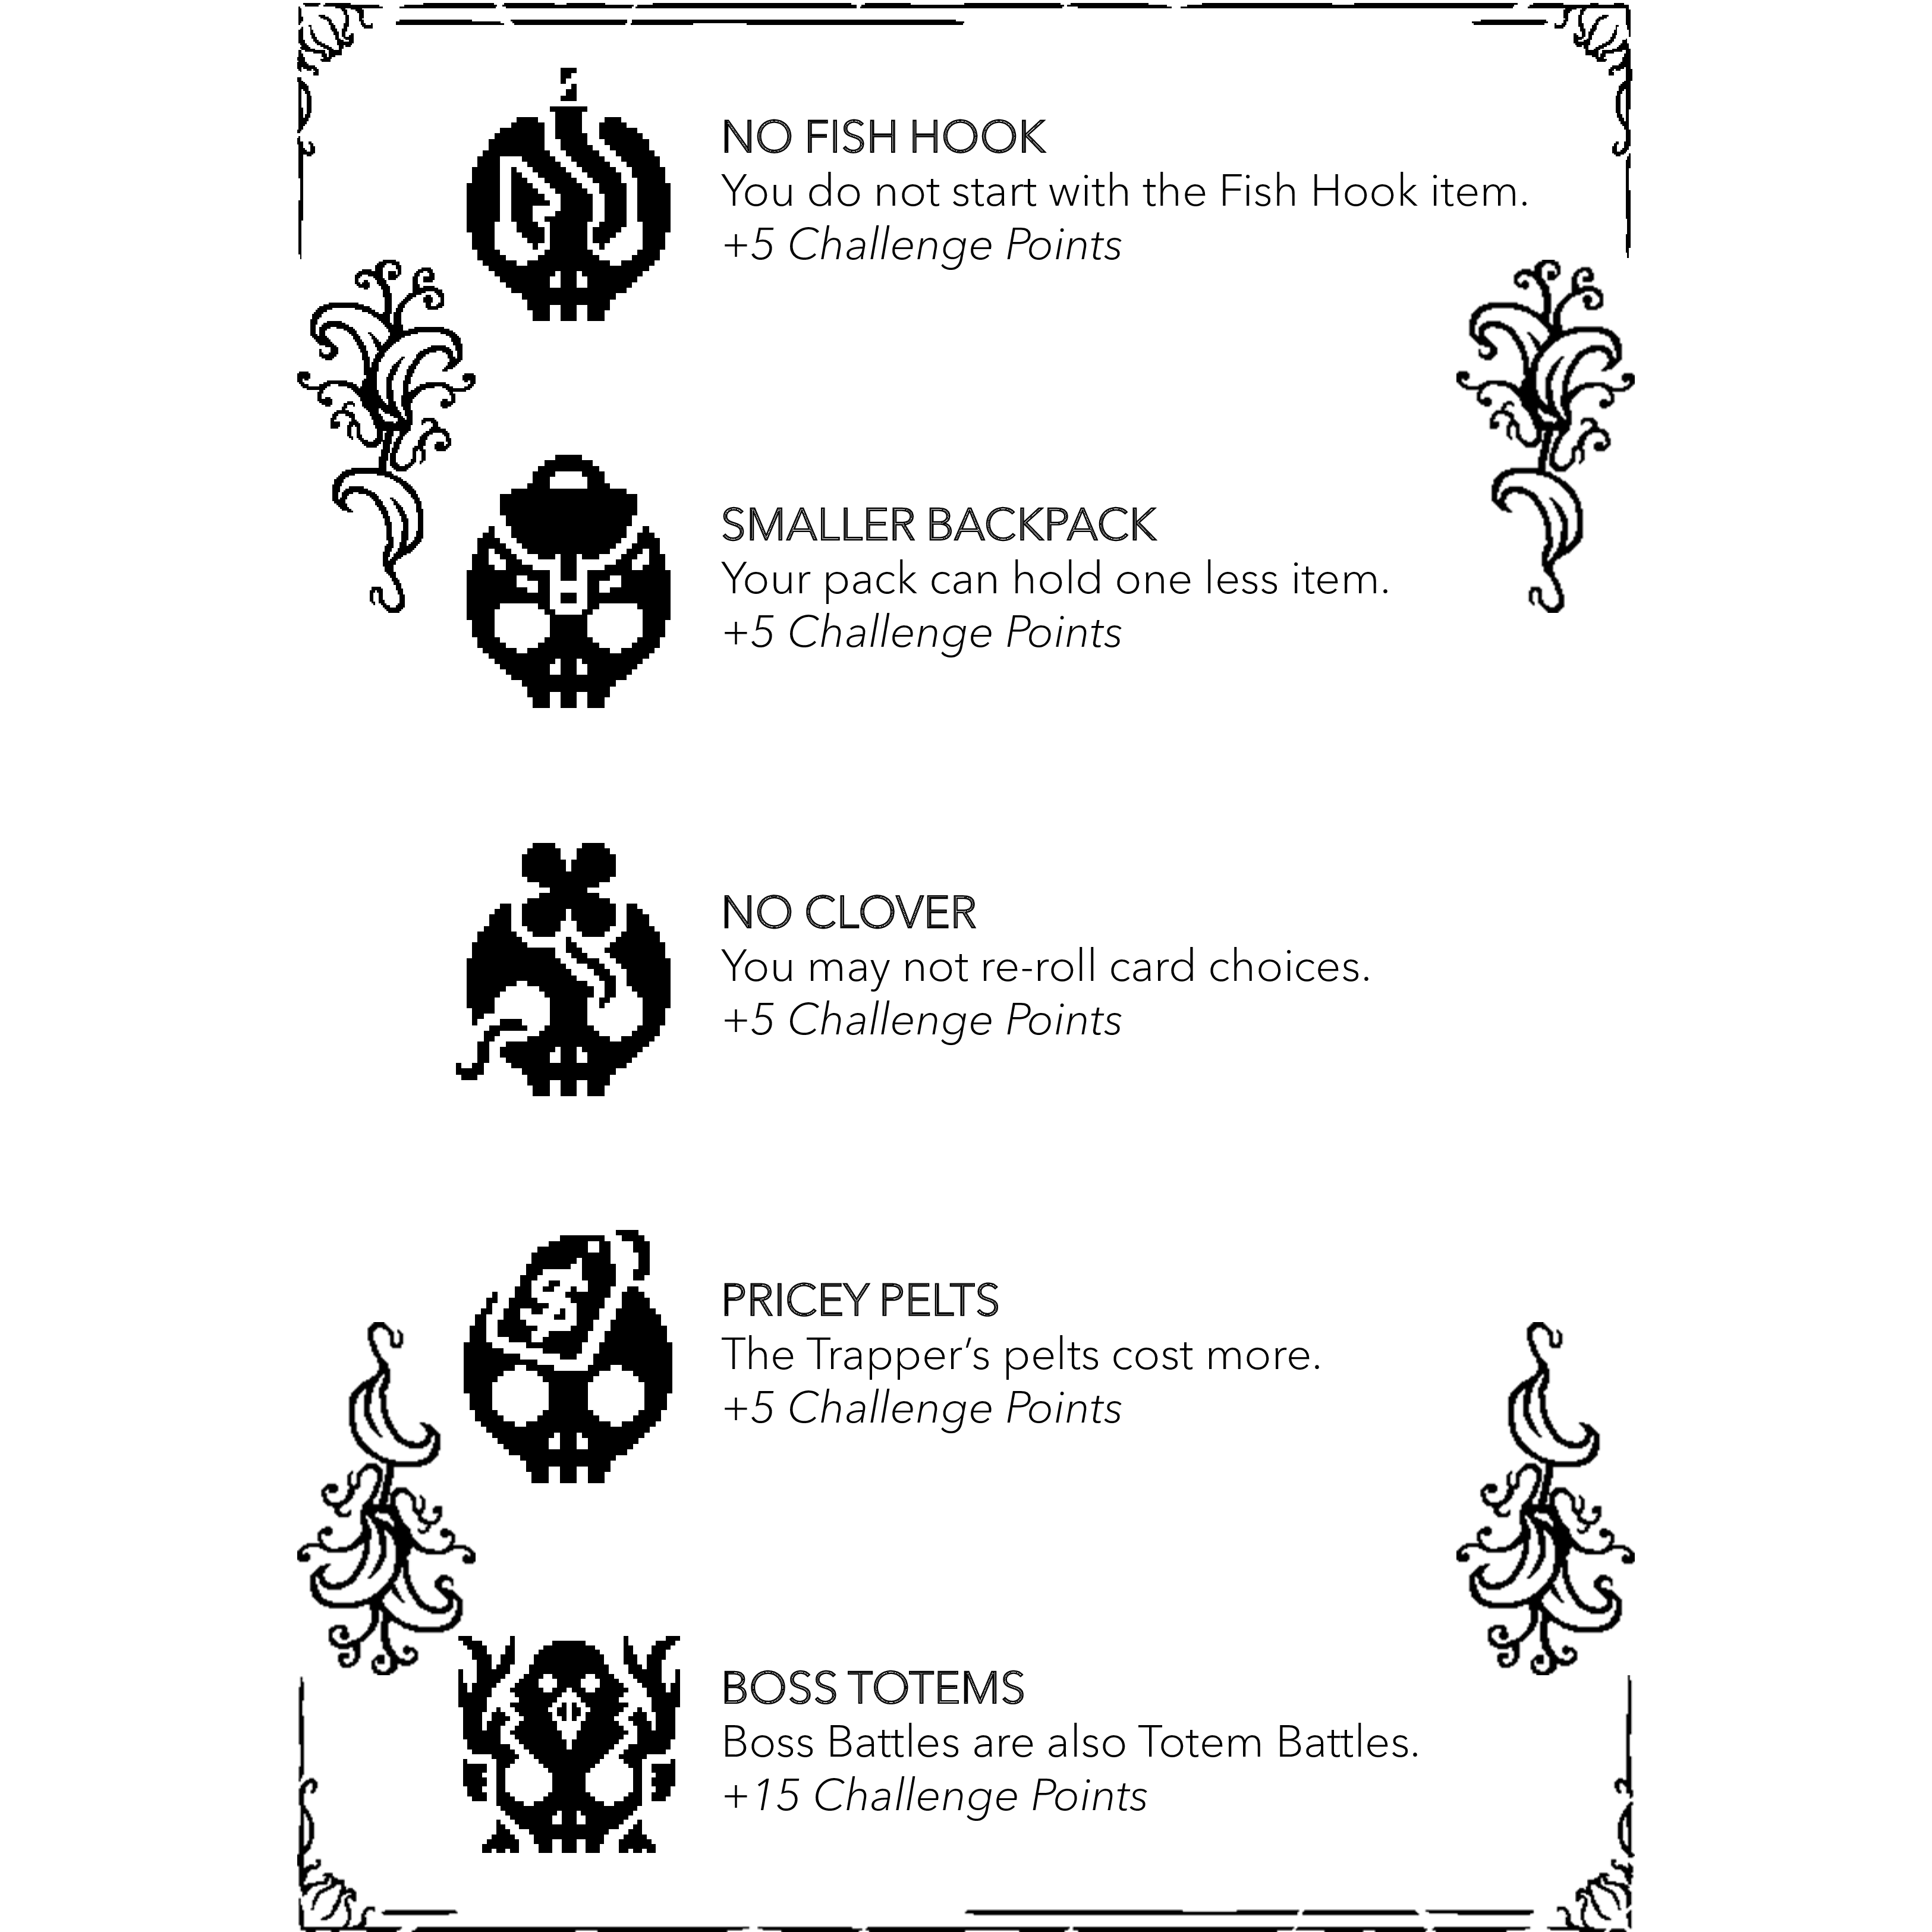 NO FISH HOOK
You do not start with the Fish Hook item.
+5 Challenge Points
SMALLER BACKPACK
Your pack can hold one less item.
+5 Challenge Points
NO CLOVER
You may not re-roll card choices.
+5 Challenge Points
PRICEY PELTS
The Trapper’s pelts cost more.
+5 Challenge Points
BOSS TOTEMS
Boss Battles are also Totem Battles.
+15 Challenge Points